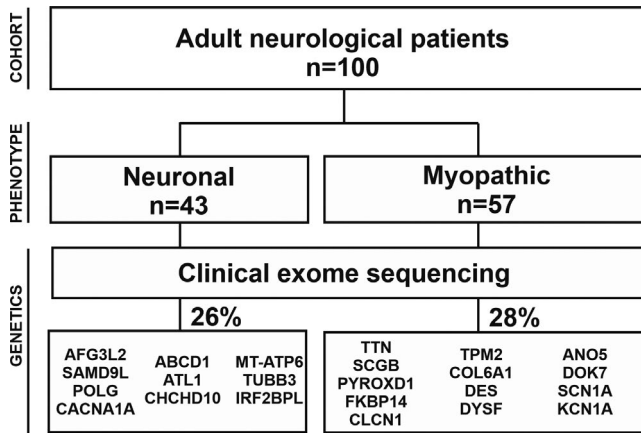 COHORT
Adult neurological patients
n=100
PHENOTYPE
Neuronal
n=43
Myopathic
n=57
GENETICS
Clinical exome sequencing
26%
28%
AFG3L2
SAMD9L
POLG
CACNA1A
ABCD1
ATL1
CHCHD10
MT-ATP6
TUBB3
IRF2BPL
TTN
SCGB
PYROXD1
FKBP14
CLCN1
TPM2
COL6A1
DES
DYSF
ANO5
DOK7
SCN1A
KCN1A